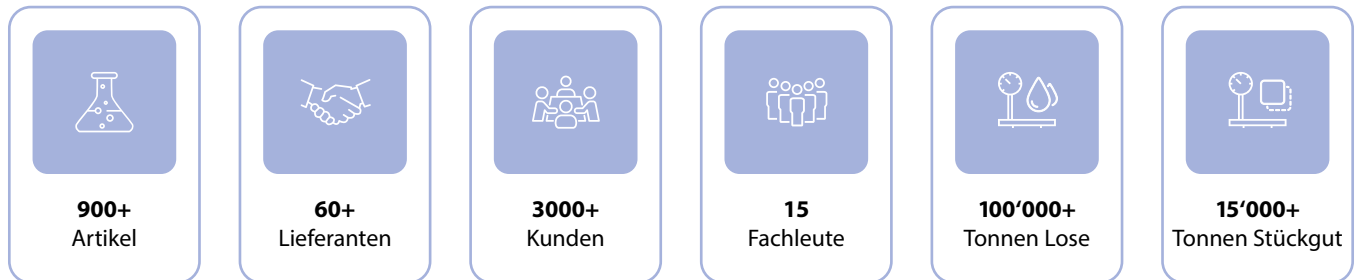 900+
Artikel
60+
Lieferanten
3000+
Kunden
15
Fachleute
100‘000+
Tonnen Lose
15‘000+
Tonnen Stückgut